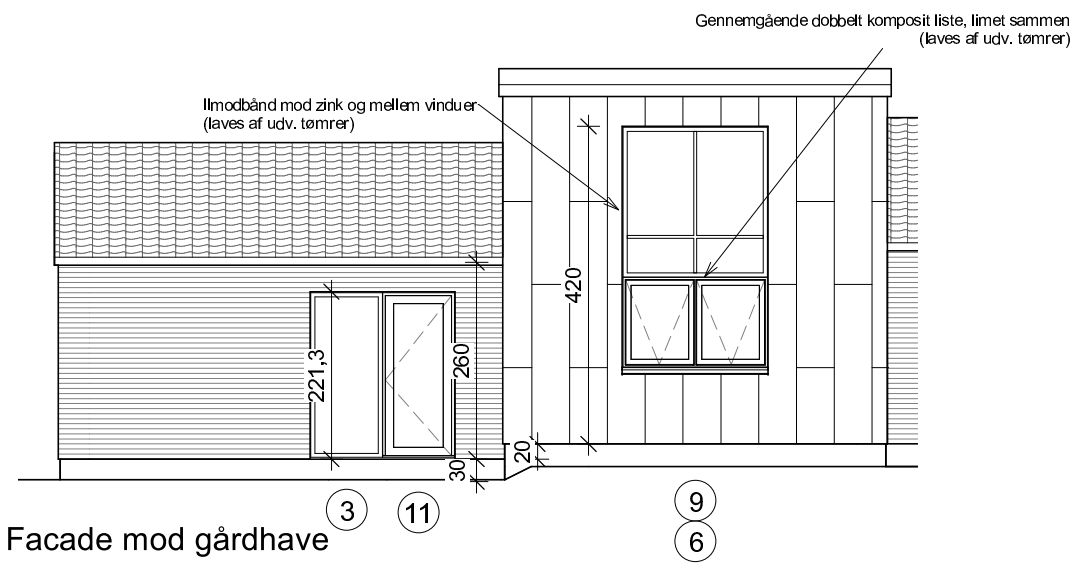 Gennemgående dobbelt komposit liste, limet sammen
(laves af udv. tømrer)
Ilmodbånd mod zink og mellem vinduer
(laves af udv. tømrer)
420
221,3
260
20
30
3
11
9
6
Facade mod gårdhave